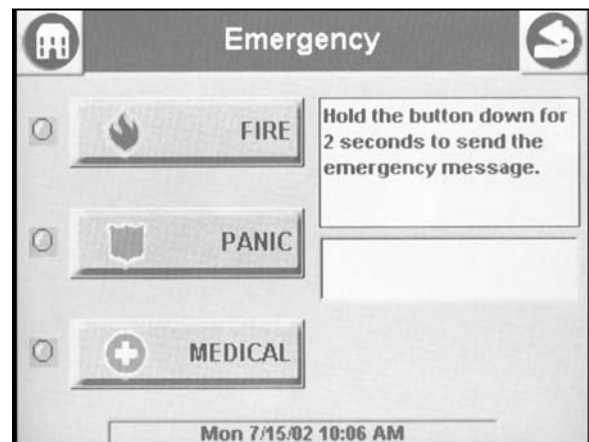 Emergency
FIRE
Hold the button down for
2 seconds to send the
emergency message.
PANIC
MEDICAL
Mon 7/15/02 10:06 AM